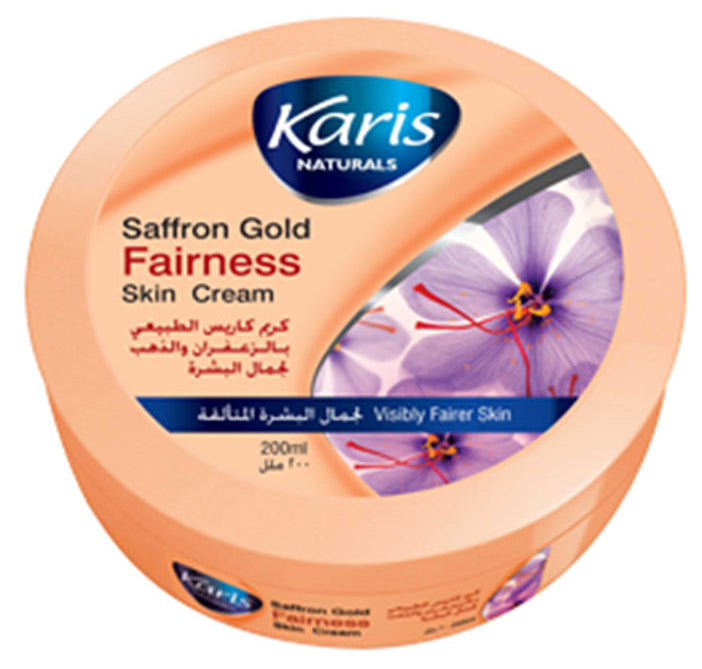 Karis
NATURALS
Saffron Gold
Fairness
Skin Cream
كريم كاريس الطبيعي
بالزعفران والذهب
لجمال البشرة
لجمال البشرة المتألقة Visibly Fairer Skin
200ml
٢٠٠ ملل
Karis
Saffron Gold
Fairness
Skin Cream